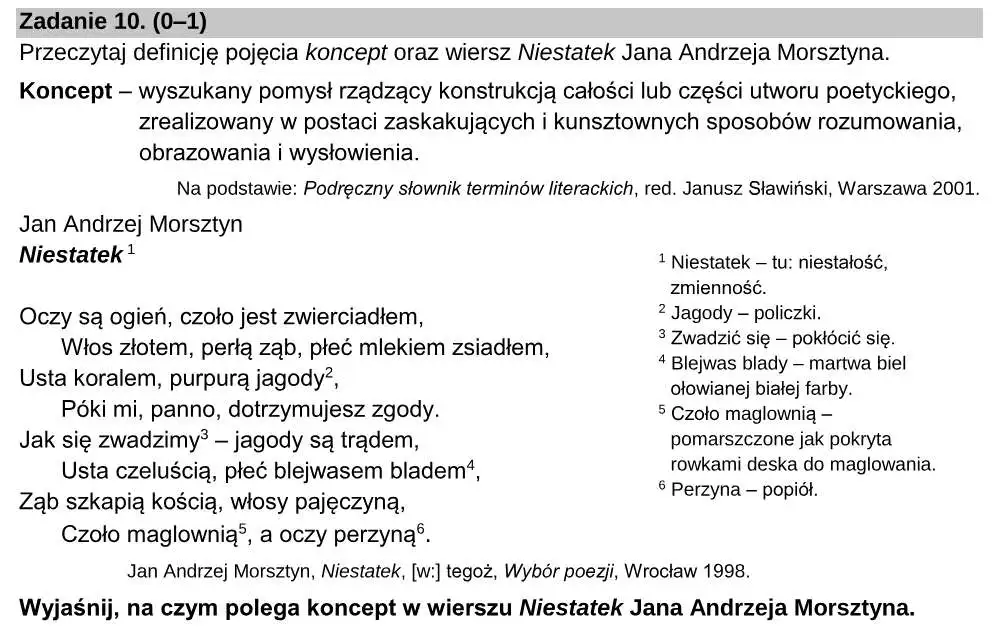 Zadanie 10. (0–1)
Przeczytaj definicję pojęcia koncept oraz wiersz Niestatek Jana Andrzeja Morsztyna.
Koncept – wyszukany pomysł rządzący konstrukcją całości lub części utworu poetyckiego,
zrealizowany w postaci zaskakujących i kunsztownych sposobów rozumowania,
obrazowania i wysłowienia.
Na podstawie: Podręczny słownik terminów literackich, red. Janusz Sławiński, Warszawa 2001.
Jan Andrzej Morsztyn
Niestatek 1
Oczy są ogień, czoło jest zwierciadłem,
Włos złotem, perłą ząb, płeć mlekiem zsiadłem,
Usta koralem, purpurą jagody2,
Póki mi, panno, dotrzymujesz zgody.
Jak się zwadzimy3 – jagody są trądem,
Usta czeluścią, płeć blejwasem bladem4,
Ząb szkapią kością, włosy pajęczyną,
Czoło maglownią5, a oczy perzyną6.
1 Niestatek – tu: niestałość,
zmienność.
2 Jagody – policzki.
3 Zwadzić się – pokłócić się.
4 Blejwas blady – martwa biel
ołowianej białej farby.
5 Czoło maglownią –
pomarszczone jak pokryta
rowkami deska do maglowania.
6 Perzyna – popiół.
Jan Andrzej Morsztyn, Niestatek, [w:] tegoż, Wybór poezji, Wrocław 1998.
Wyjaśnij, na czym polega koncept w wierszu Niestatek Jana Andrzeja Morsztyna.